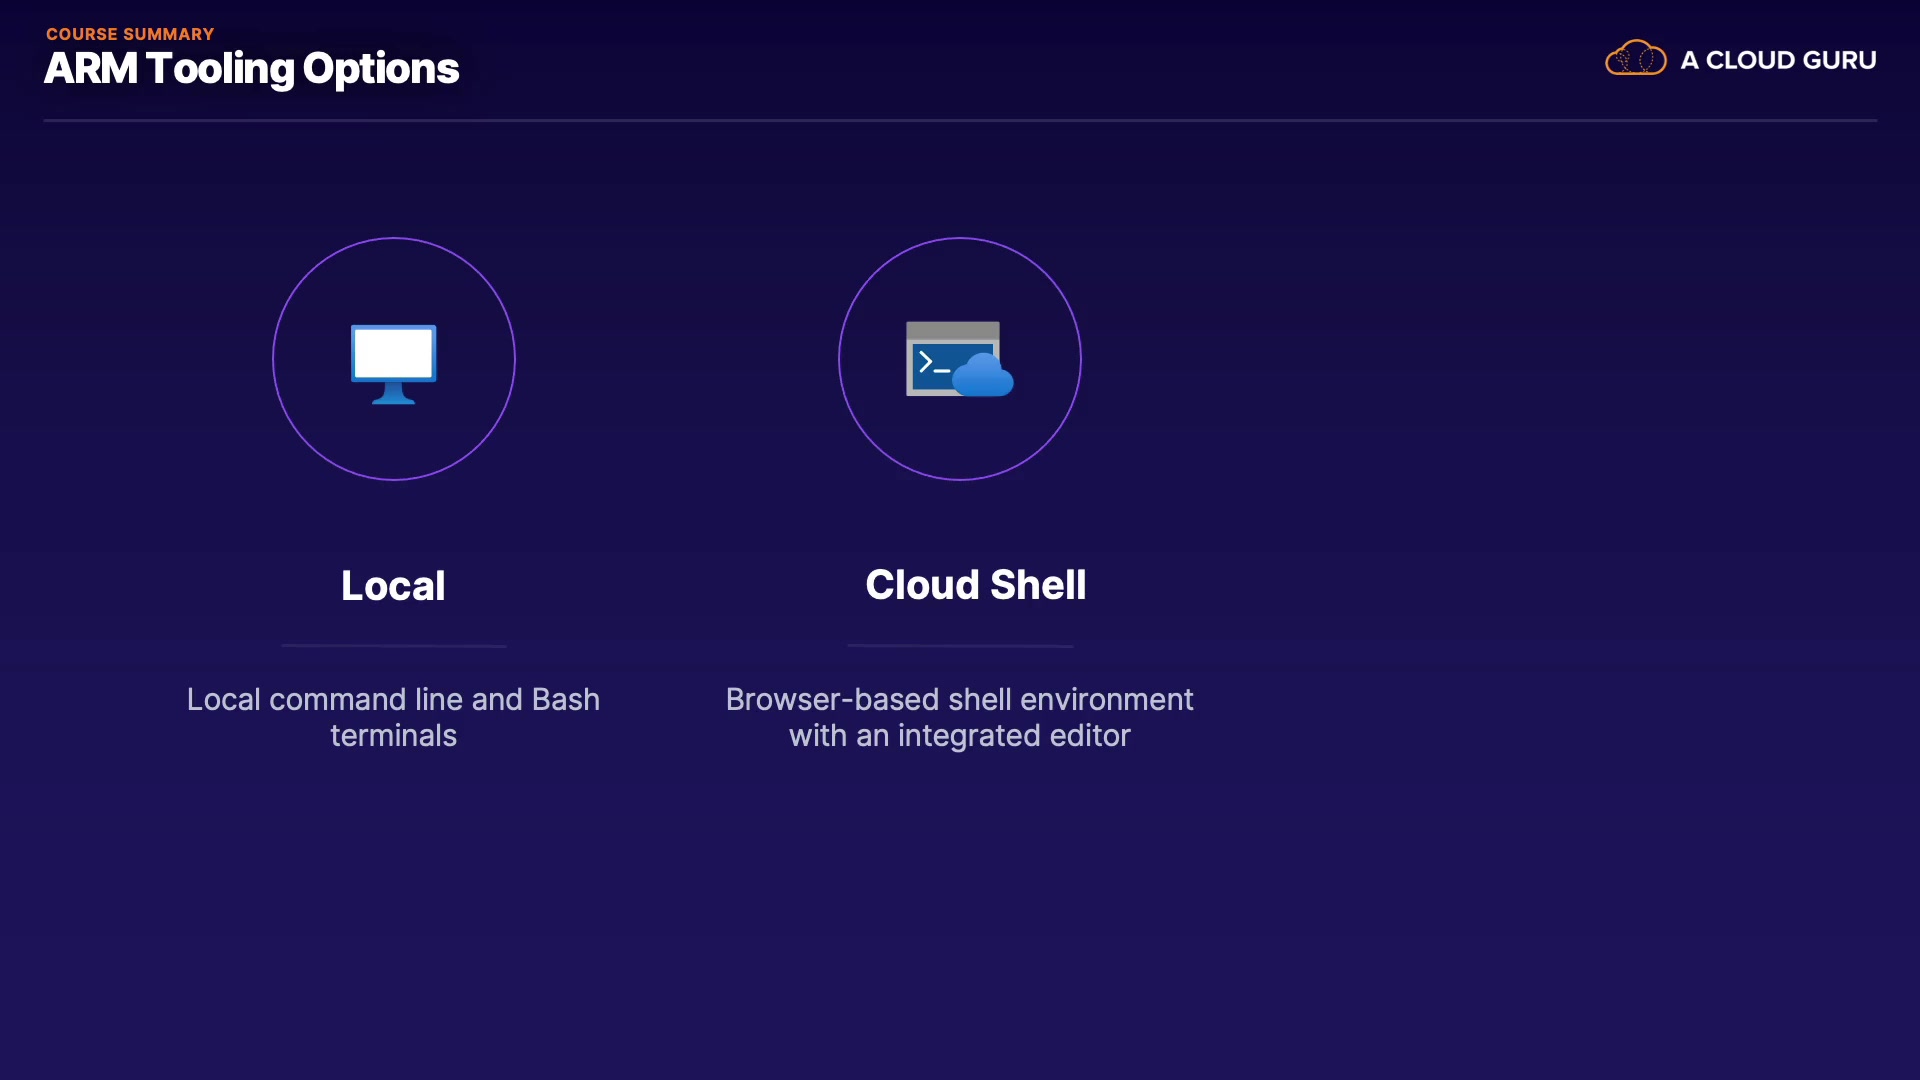 COURSE SUMMARY
ARM Tooling Options
A CLOUD GURU
Local
Local command line and Bash
terminals
Cloud Shell
Browser-based shell environment
with an integrated editor